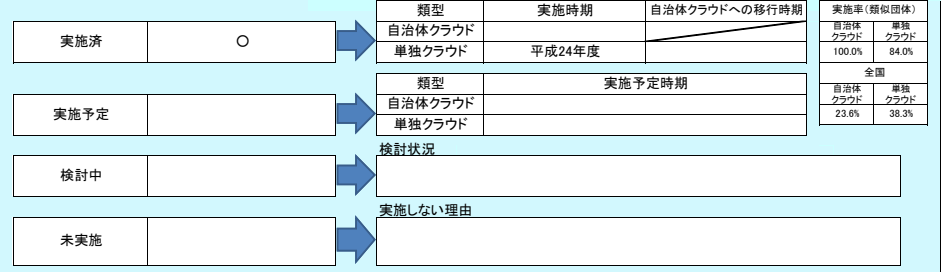 類型 実施時期 自治体クラウドへの移行時期
実施済 ○ 自治体クラウド
単独クラウド 平成24年度
実施率(類似団体)
自治体クラウド 単独クラウド
100.0% 84.0%
全国
自治体クラウド 単独クラウド
23.6% 38.3%
類型 実施予定時期
実施予定 自治体クラウド
単独クラウド
検討状況
検討中
実施しない理由
未実施